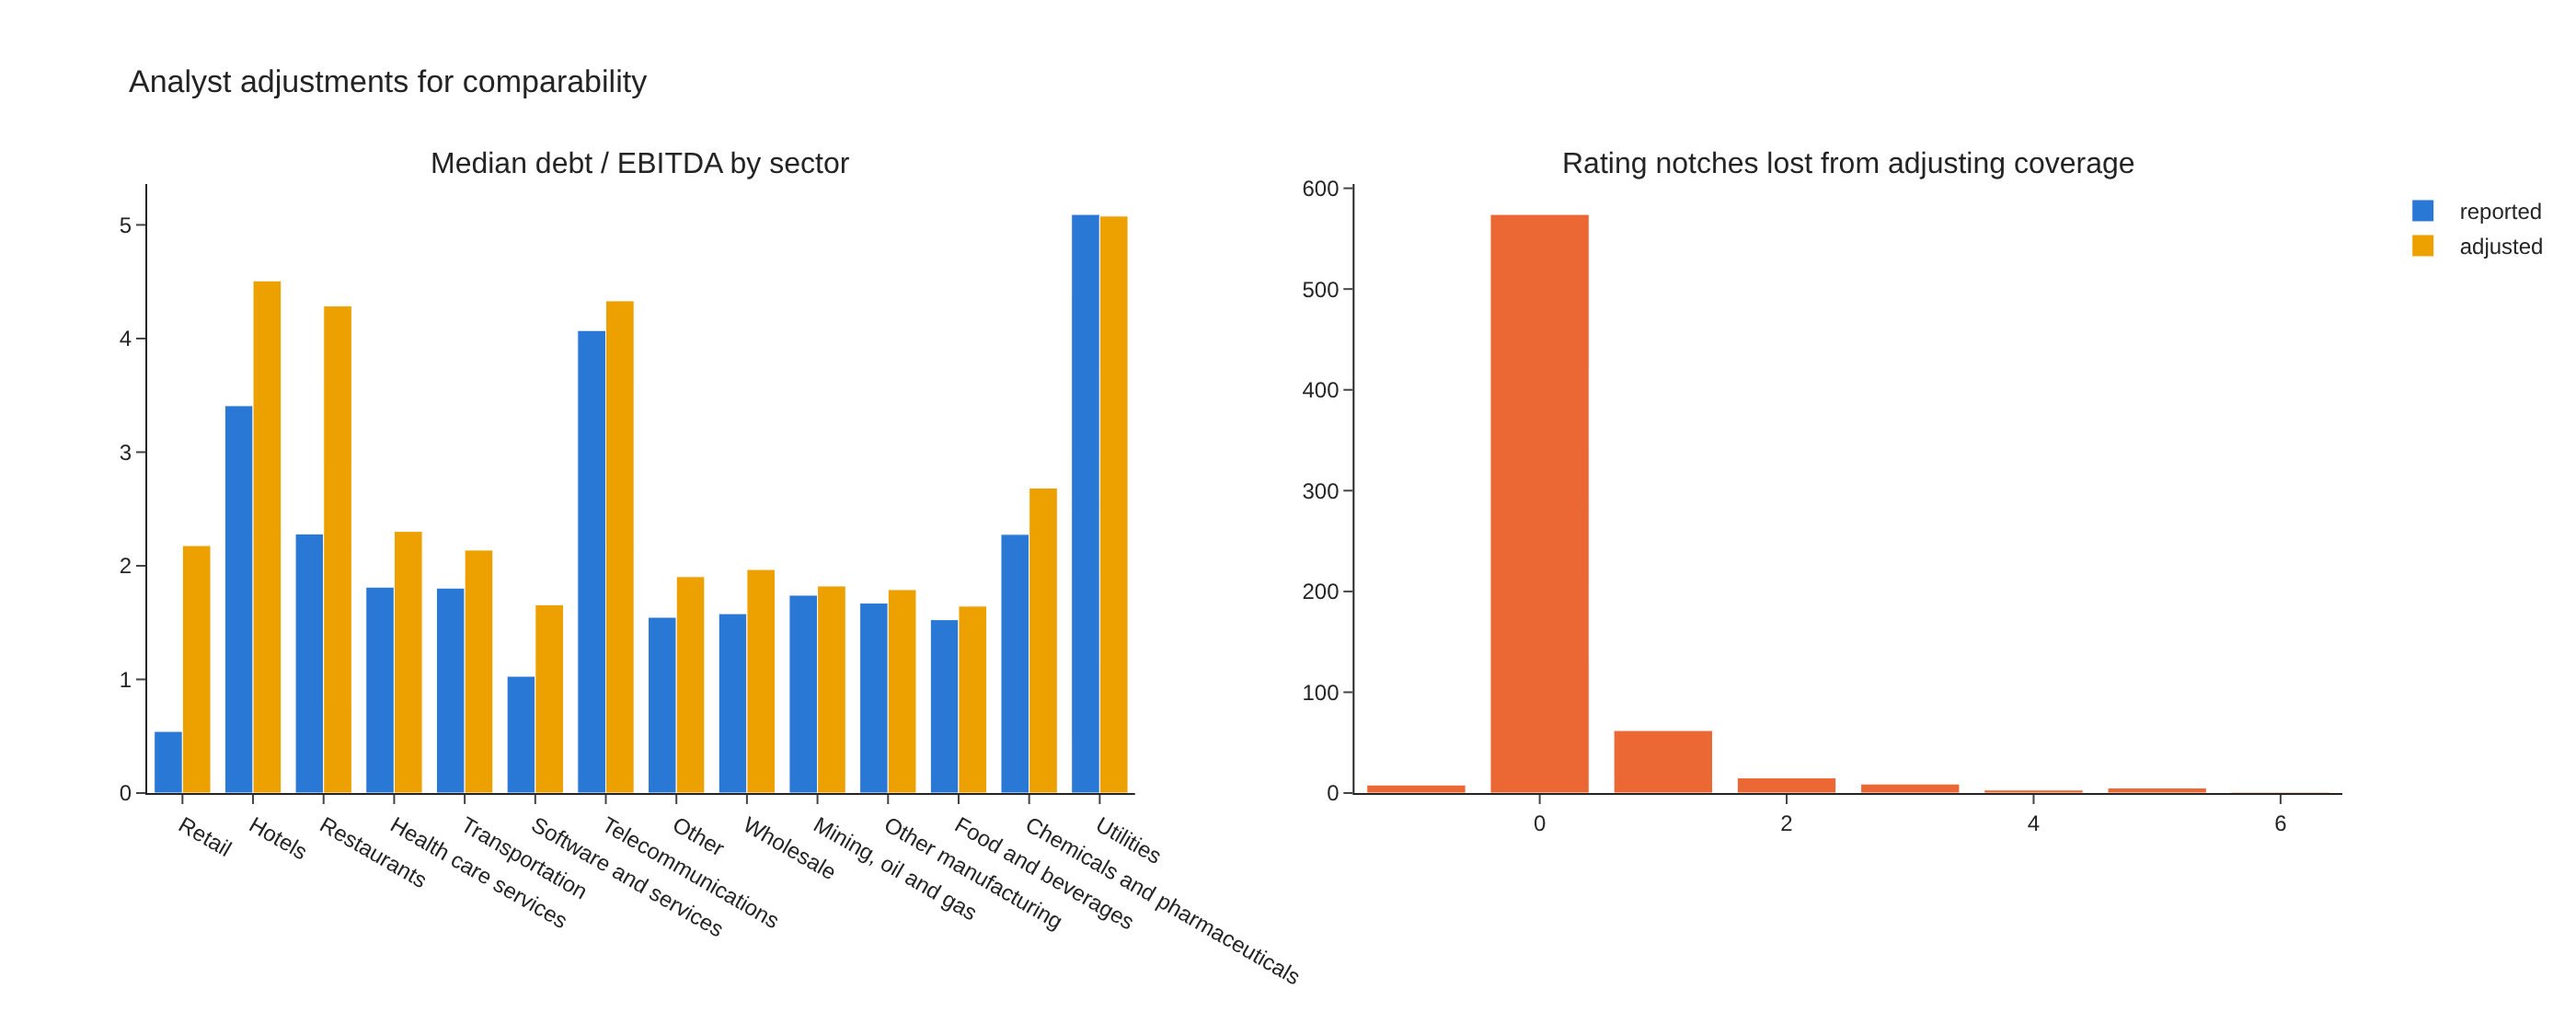 Analyst adjustments for comparability
Median debt / EBITDA by sector
5
4
3
2
1
0
Retail
Hotels
Restaurants
Health care services
Transportation
Software and services
Telecommunications
Other
Wholesale
Mining, oil and gas
Other manufacturing
Food and beverages
Chemicals and pharmaceuticals
Utilities
Rating notches lost from adjusting coverage
600
500
400
300
200
100
0
0
2
4
6
reported
adjusted